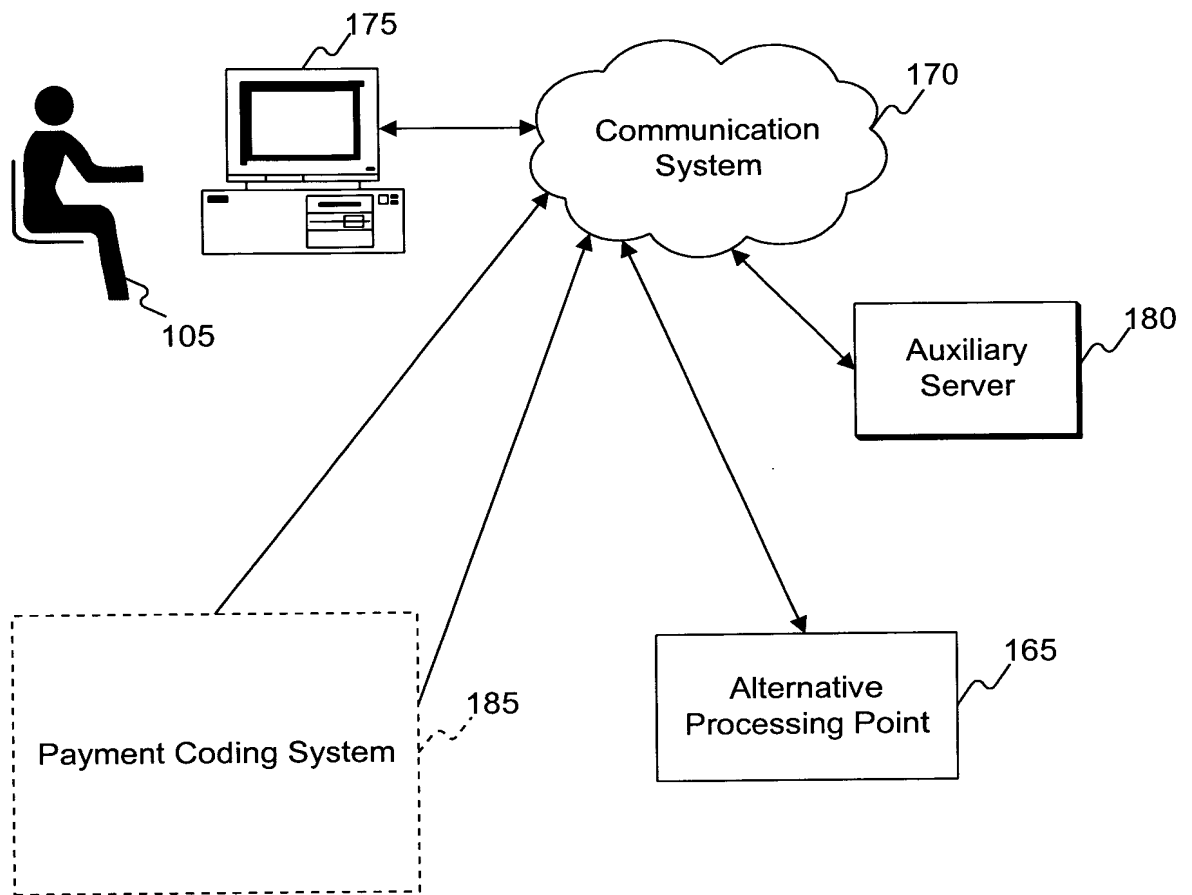 175
170
Communication
System
105
180
Auxiliary
Server
165
Alternative
Processing Point
185
Payment Coding System